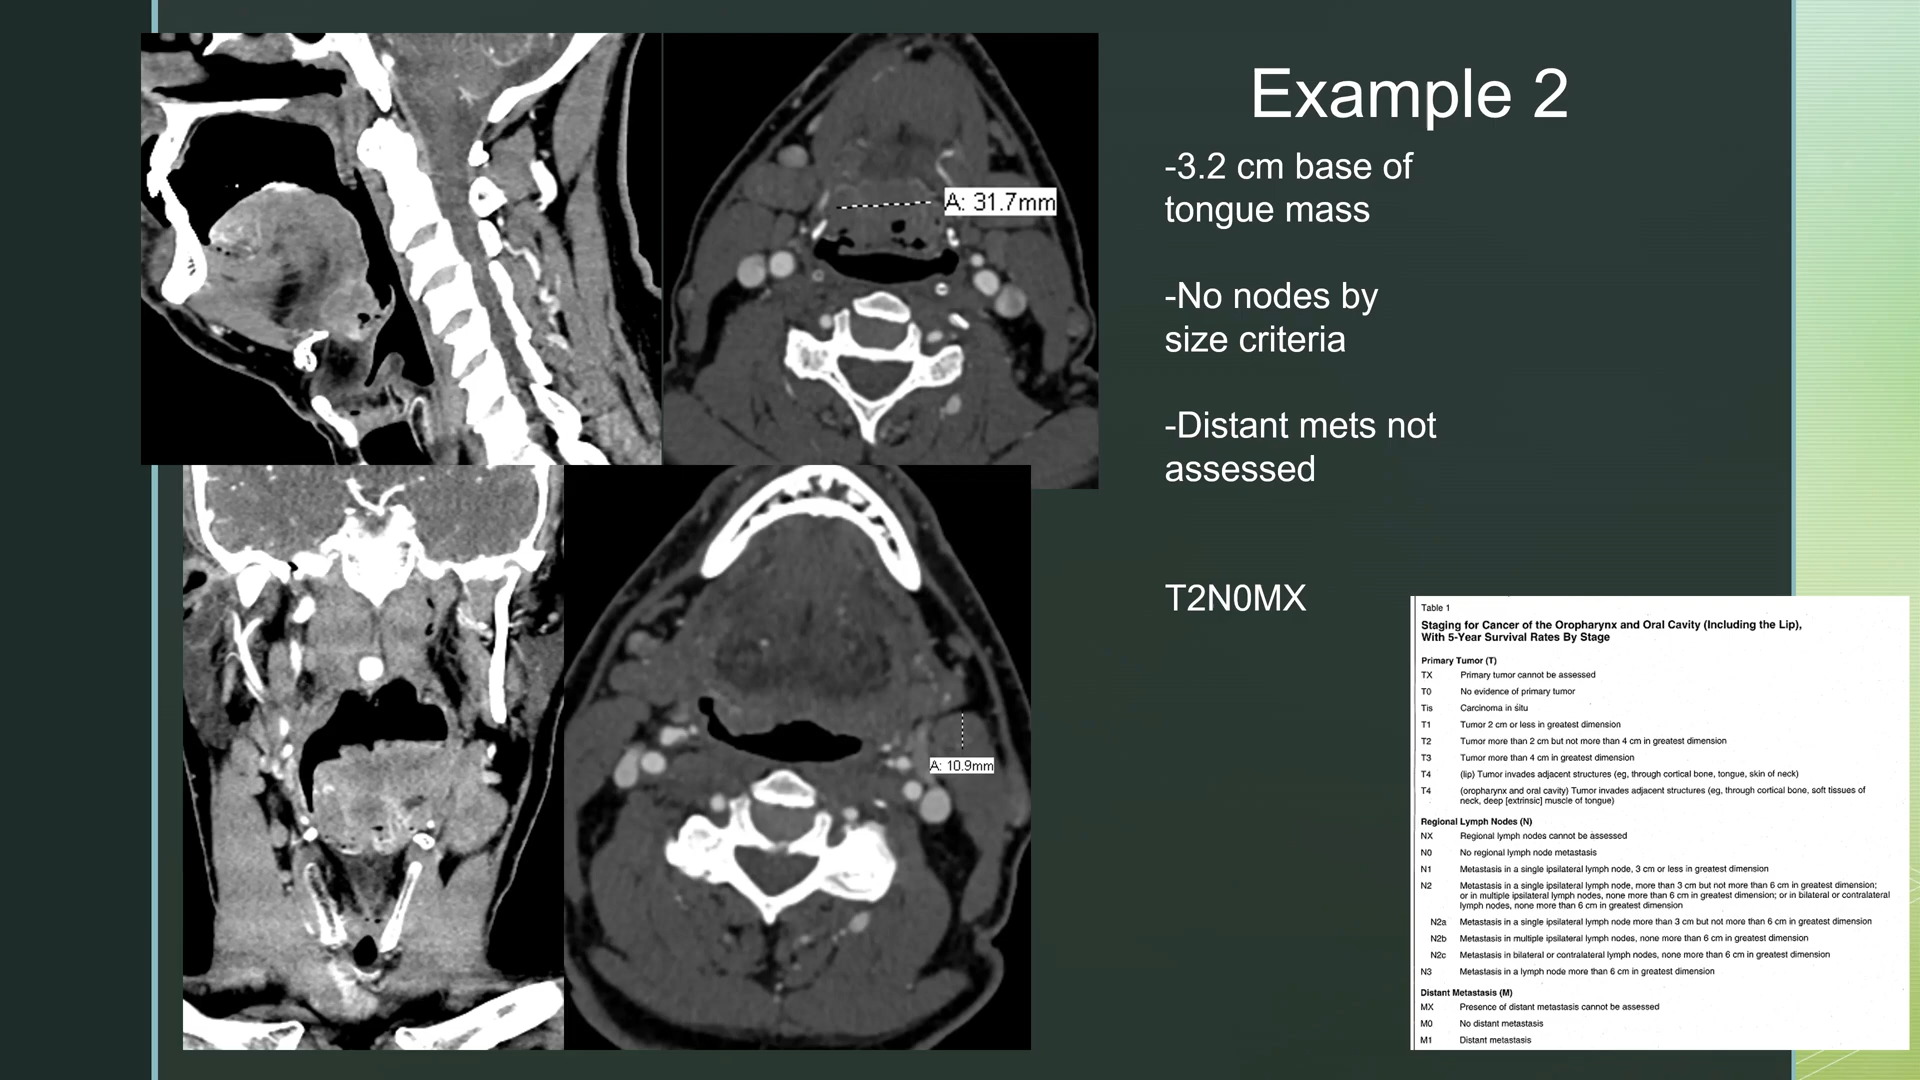 Example 2
-3.2 cm base of
tongue mass
-No nodes by
size criteria
-Distant mets not
assessed
T2N0MX
A: 31.7mm
A: 10.9mm
Table 1
Staging for Cancer of the Oropharynx and Oral Cavity (Including the Lip),
With 5-Year Survival Rates By Stage
Primary Tumor (T)
TX Primary tumor cannot be assessed
T0 No evidence of primary tumor
Tis Carcinoma in situ
T1 Tumor 2 cm or less in greatest dimension
T2 Tumor more than 2 cm but not more than 4 cm in greatest dimension
T3 Tumor more than 4 cm in greatest dimension
T4 (lip) Tumor invades adjacent structures (eg, through cortical bone, tongue, skin of neck)
T4 (oropharynx and oral cavity) Tumor invades adjacent structures (eg, through cortical bone, soft tissues of
neck, deep [extrinsic] muscle of tongue)
Regional Lymph Nodes (N)
NX Regional lymph nodes cannot be assessed
N0 No regional lymph node metastasis
N1 Metastasis in a single ipsilateral lymph node, 3 cm or less in greatest dimension
N2 Metastasis in a single ipsilateral lymph node, more than 3 cm but not more than 6 cm in greatest dimension;
or in multiple ipsilateral lymph nodes, none more than 6 cm in greatest dimension; or in bilateral or contralateral
lymph nodes, none more than 6 cm in greatest dimension
N2a Metastasis in a single ipsilateral lymph node more than 3 cm but not more than 6 cm in greatest dimension
N2b Metastasis in multiple ipsilateral lymph nodes, none more than 6 cm in greatest dimension
N2c Metastasis in bilateral or contralateral lymph nodes, none more than 6 cm in greatest dimension
N3 Metastasis in a lymph node more than 6 cm in greatest dimension
Distant Metastasis (M)
MX Presence of distant metastasis cannot be assessed
M0 No distant metastasis
M1 Distant metastasis